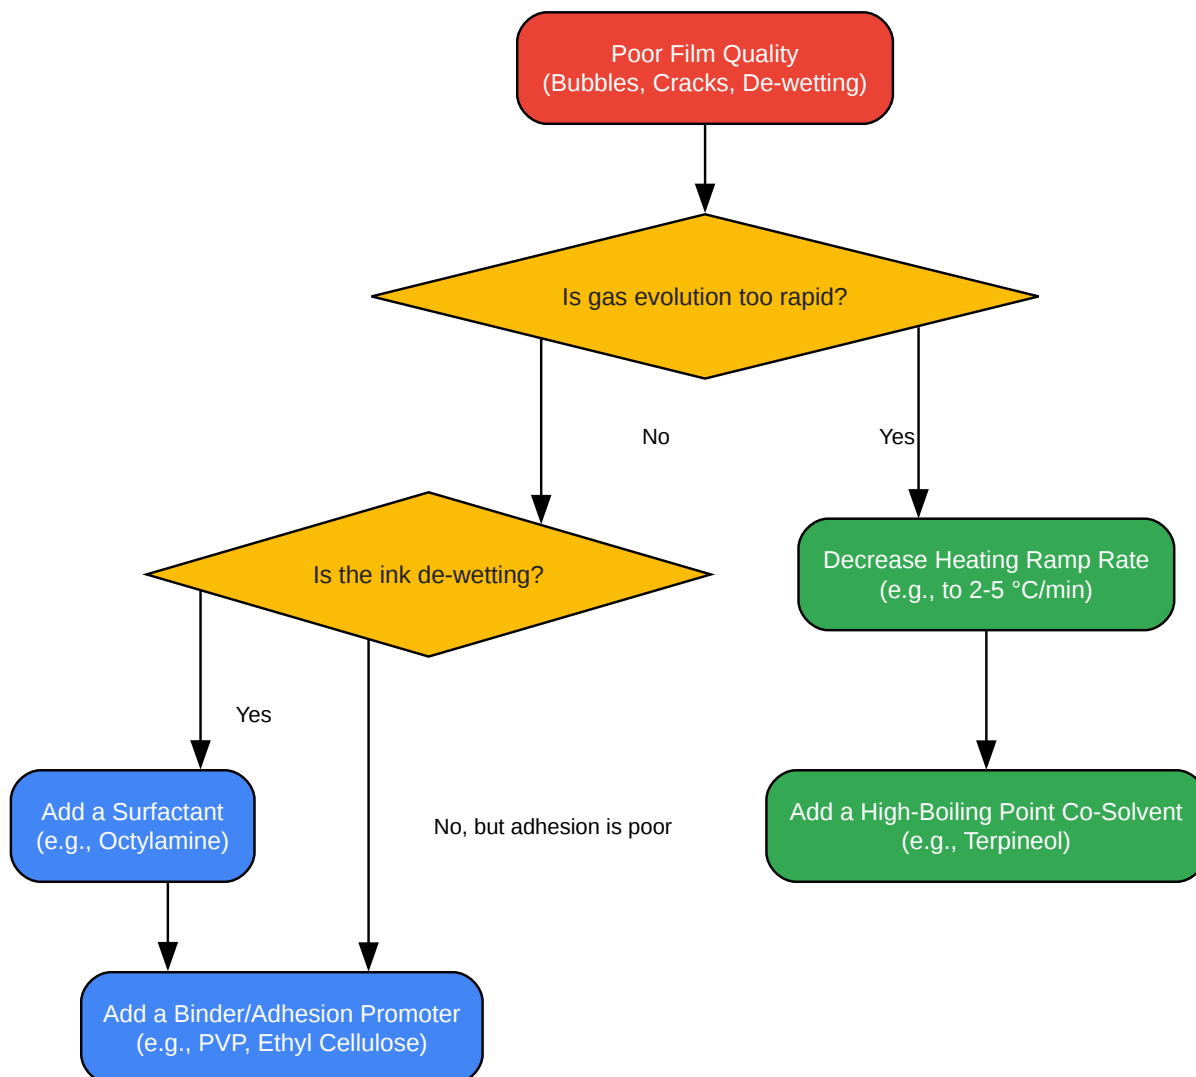 Poor Film Quality
(Bubbles, Cracks, De-wetting)
Is gas evolution too rapid?
No
Yes
Is the ink de-wetting?
Decrease Heating Ramp Rate
(e.g., to 2-5 °C/min)
Yes
Add a Surfactant
(e.g., Octylamine)
No, but adhesion is poor
Add a High-Boiling Point Co-Solvent
(e.g., Terpineol)
Add a Binder/Adhesion Promoter
(e.g., PVP, Ethyl Cellulose)